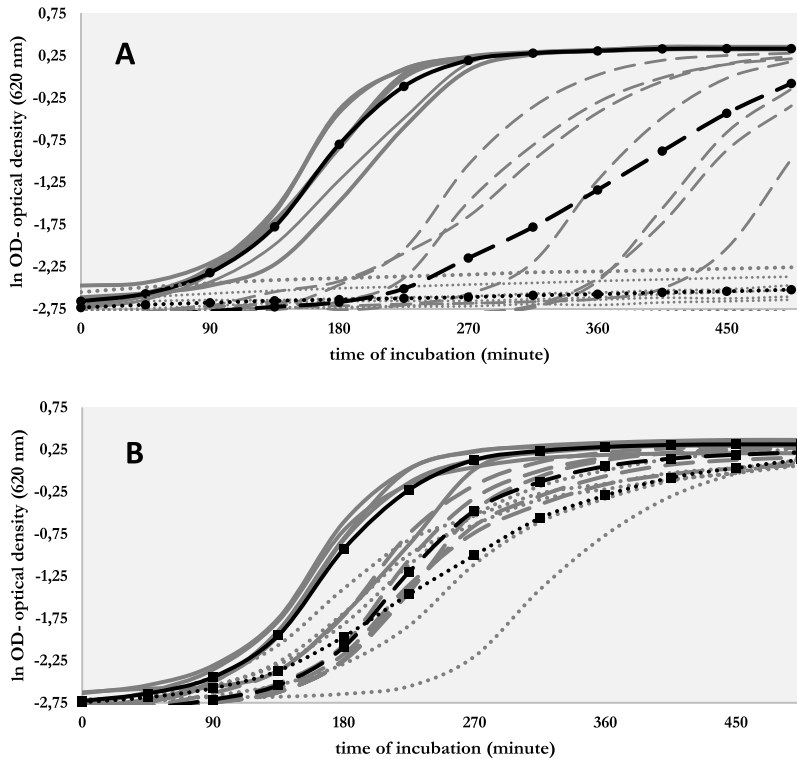 0,75
A
0,25
-0,25
-0,75
-1,25
-1,75
-2,25
-2,75
ln OD- optical density (620 nm)
0 90 180 270 360 450
time of incubation (minute)
0,75
B
0,25
-0,25
-0,75
-1,25
-1,75
-2,25
-2,75
ln OD- optical density (620 nm)
0 90 180 270 360 450
time of incubation (minute)